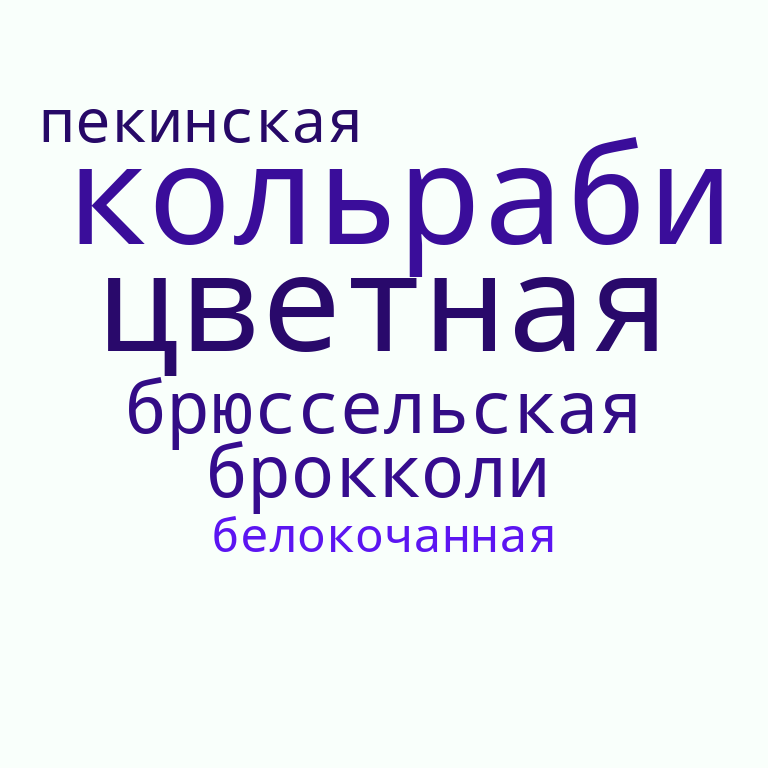 пекинская
кольраби
цветная
брюссельская
брокколи
белокочанная